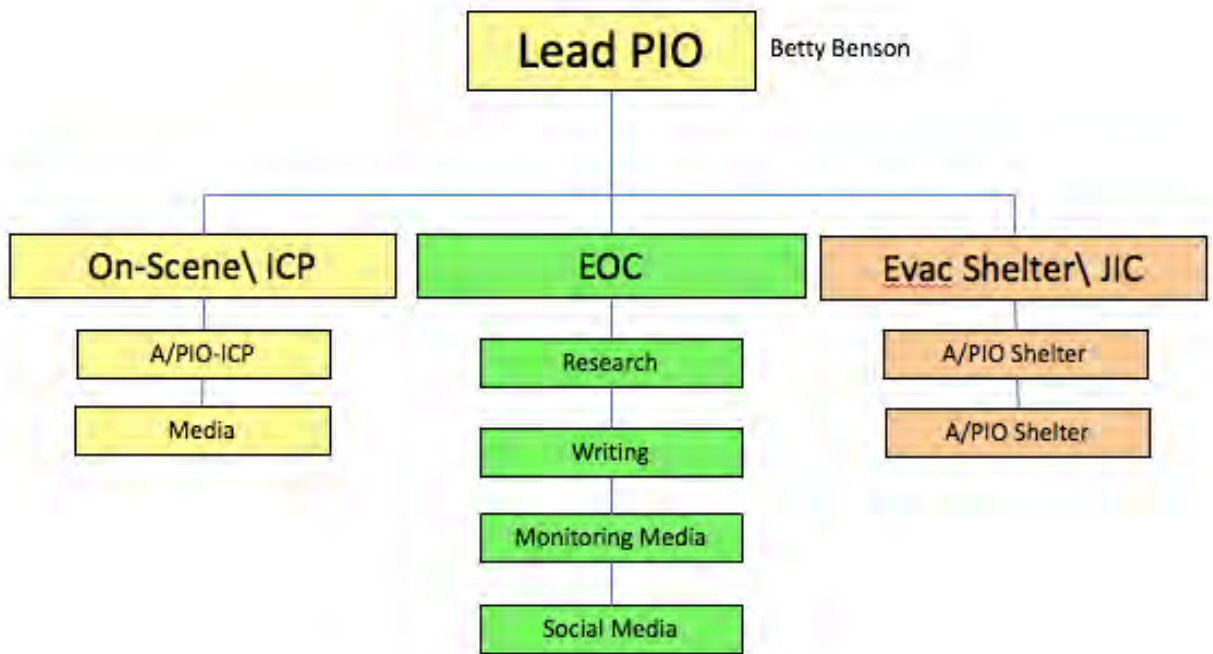 Lead PIO
Betty Benson
On-Scene\ ICP
EOC
Evac Shelter\ JIC
A/PIO-ICP
Research
A/PIO Shelter
Media
Writing
A/PIO Shelter
Monitoring Media
Social Media